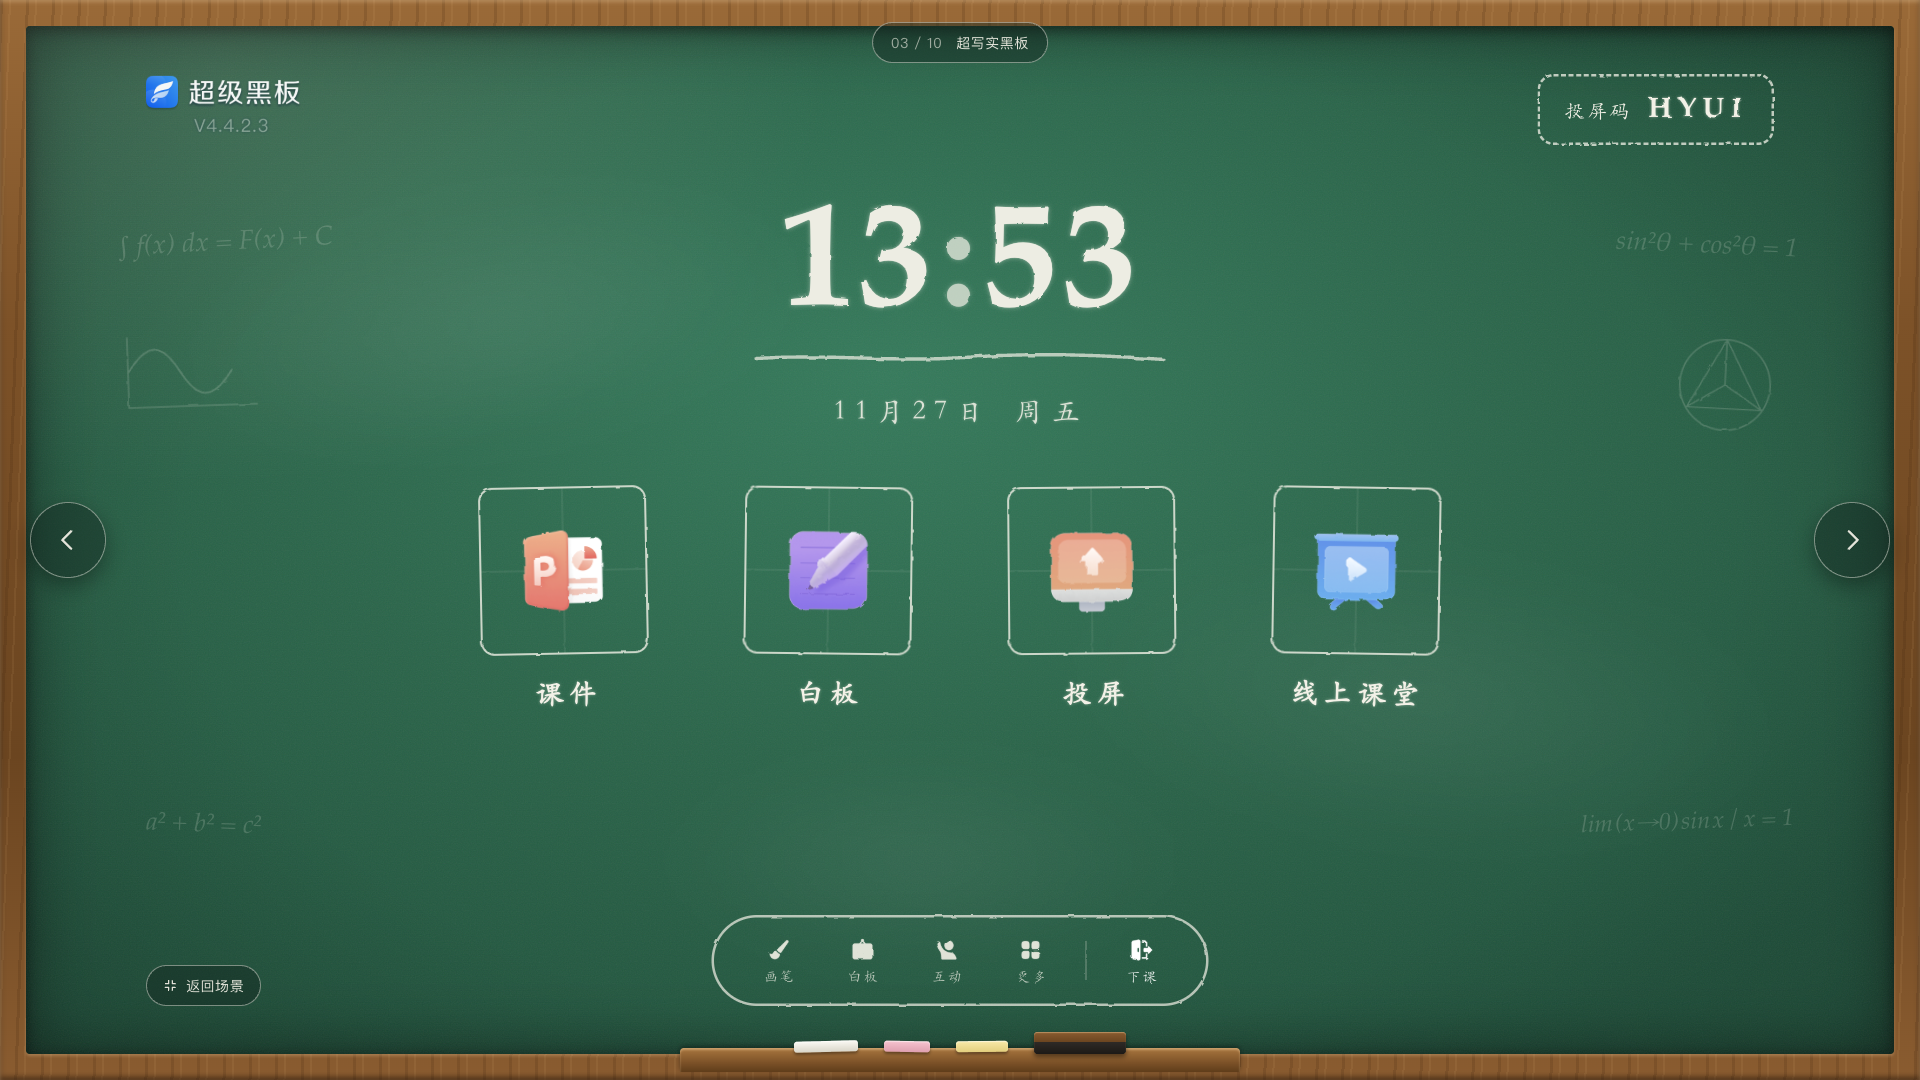 03 / 10 超写实黑板
超级黑板
V4.4.2.3
投屏码 HYUI
13:53
∫ f(x) dx = F(x) + C
sin²θ + cos²θ = 1
11月27日 周五
P
课件
白板
投屏
线上课堂
a² + b² = c²
lim(x→0)sinx / x = 1
画笔
白板
互动
更多
下课
返回场景